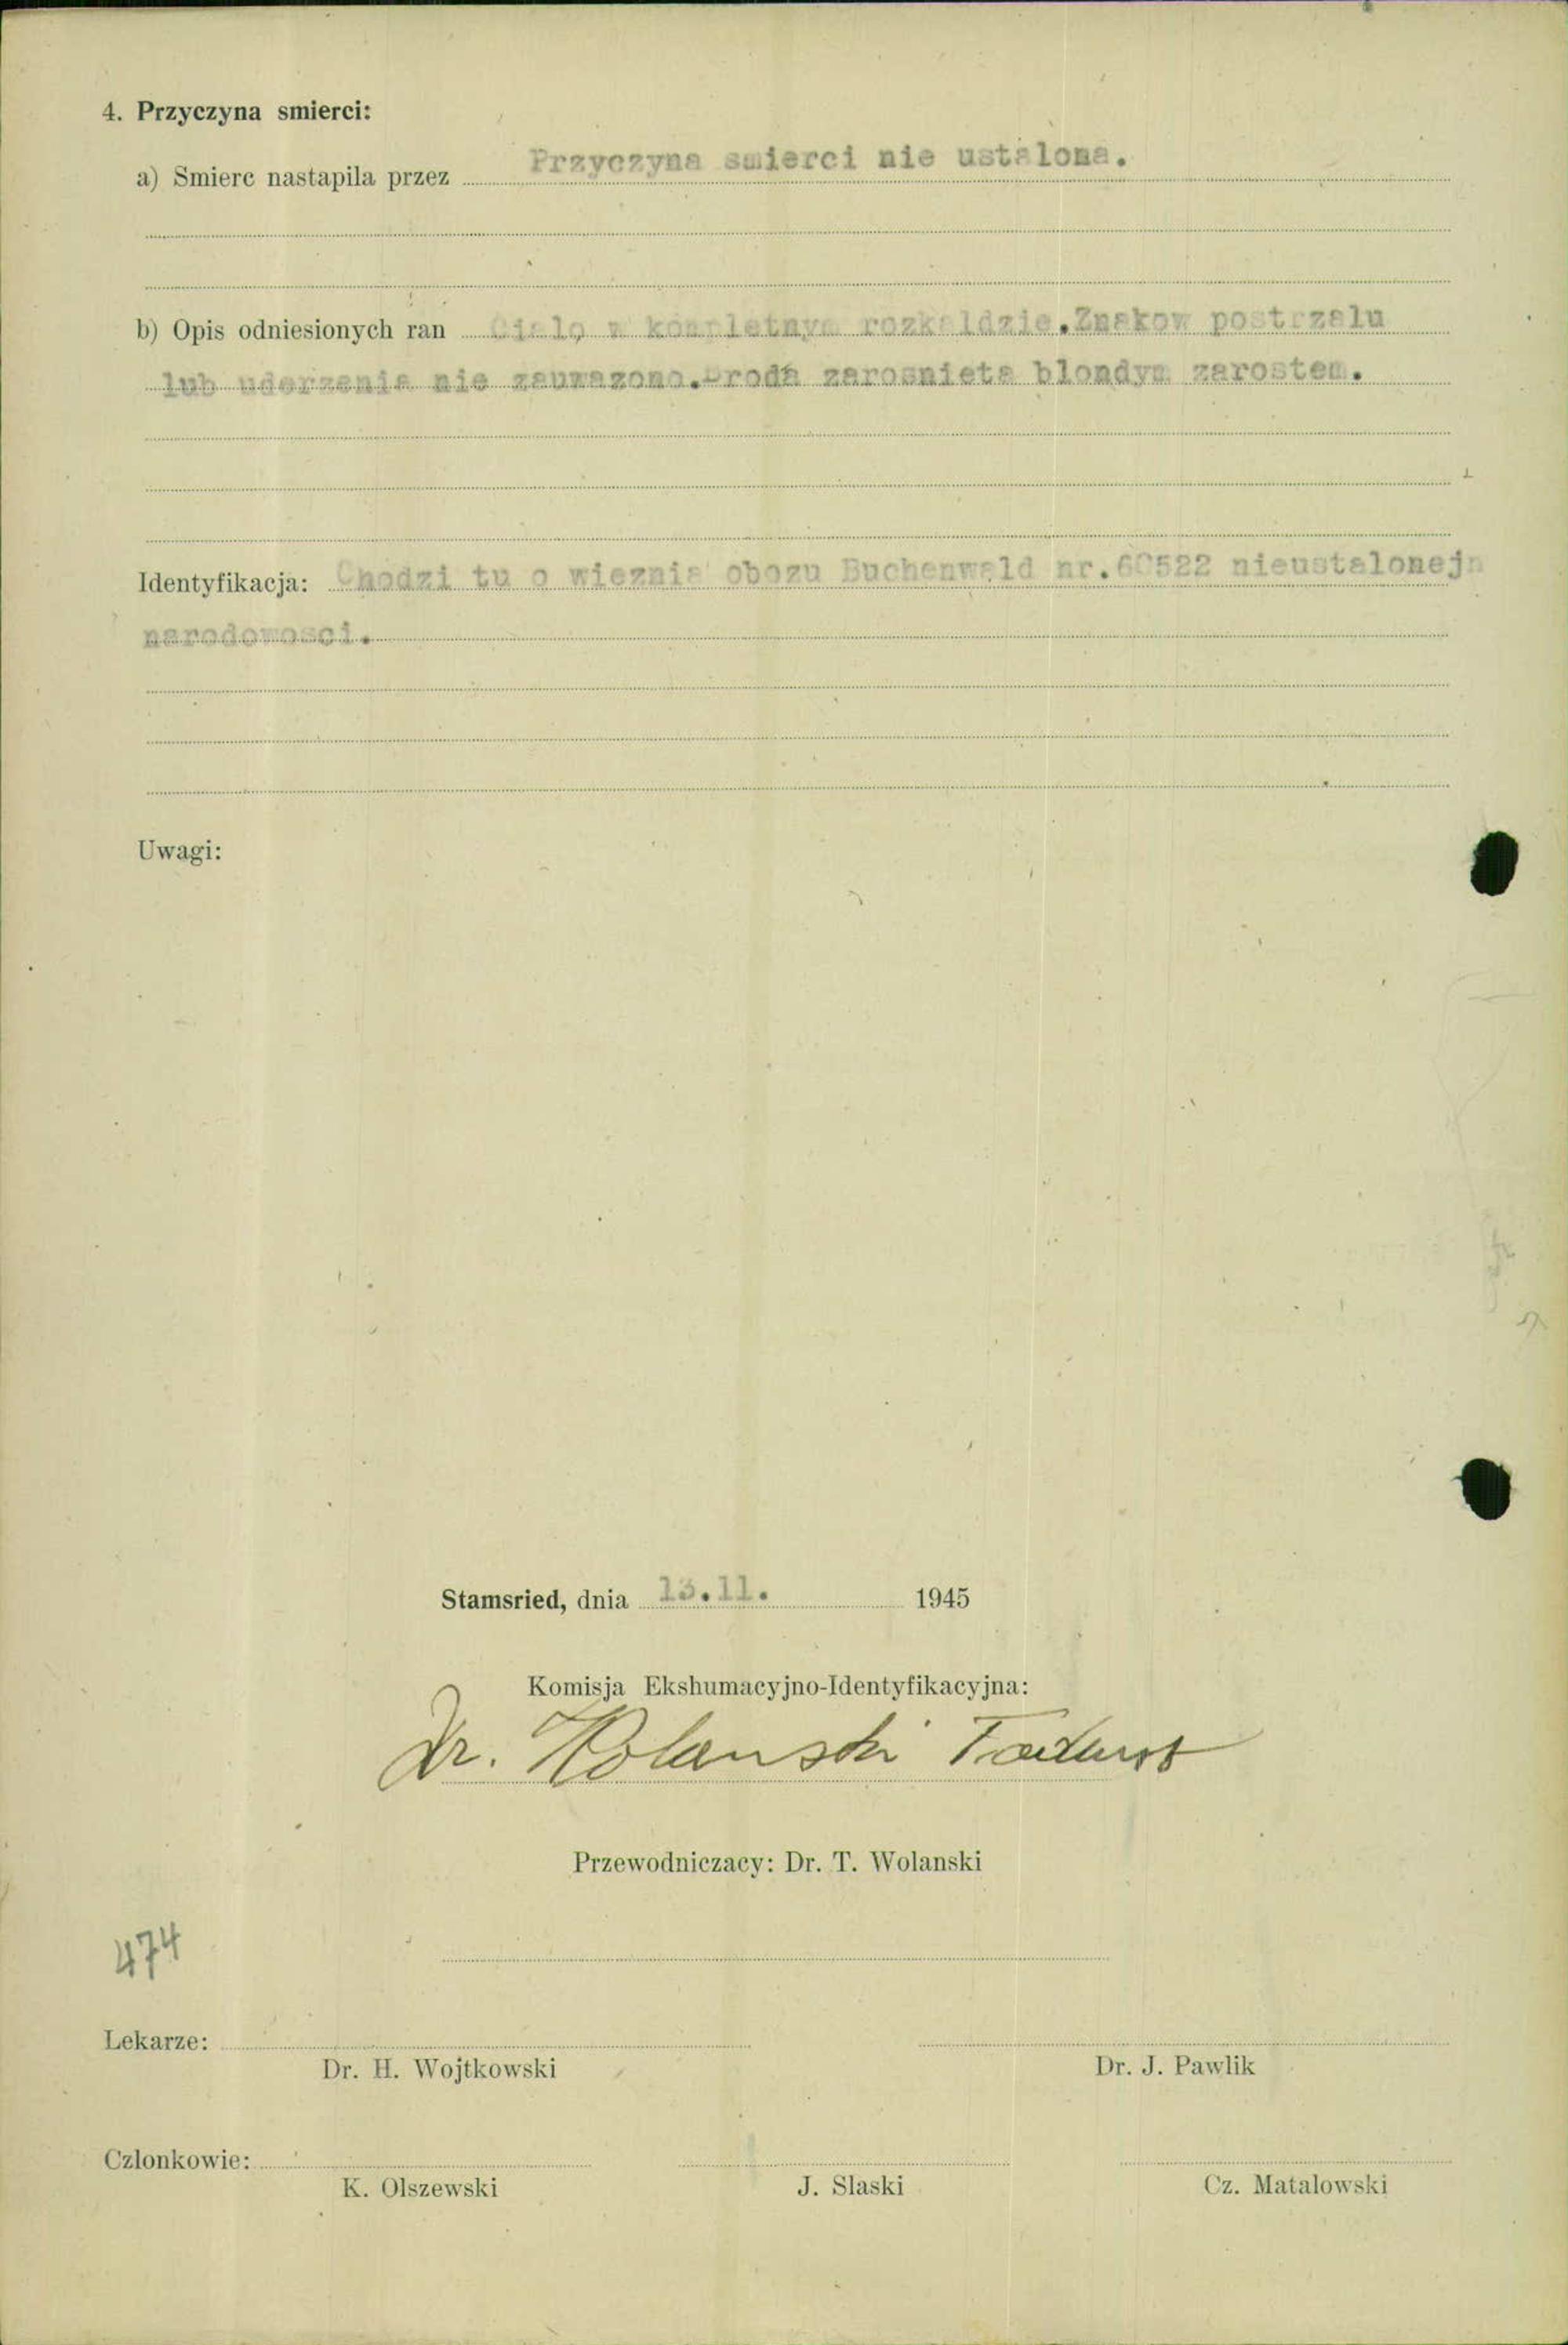 4. Przyczyna smierci:
a) Smierc nastapila przez Przyczyna smierci nie ustalona.
b) Opis odniesionych ran Cialo w kompletnym rozkaldzie.Znakow postrzalu
lub uderzenia nie zauwazono.Broda zarosnieta blondym zarostem.
Identyfikacja: Chodzi tu o wieznia obozu Buchenwald nr.60522 nieustalonej
narodowosci.
Uwagi:
Stamsried, dnia 13.11. 1945
Komisja Ekshumacyjno-Identyfikacyjna:
Dr. Wolanski Tadeusz
Przewodniczacy: Dr. T. Wolanski
474
Lekarze:
Dr. H. Wojtkowski Dr. J. Pawlik
Czlonkowie:
K. Olszewski J. Slaski Cz. Matalowski